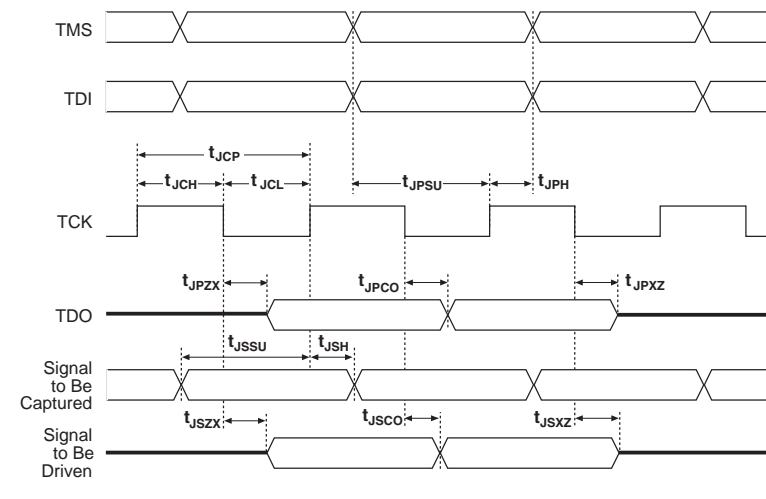 TMS
TDI
tJCP
tJCH tJCL tJPSU tJPH
TCK
tJPZX tJPCO tJPXZ
TDO
tJSSU tJSH
Signal
to Be
Captured
tJSZX tJSCO tJSXZ
Signal
to Be
Driven